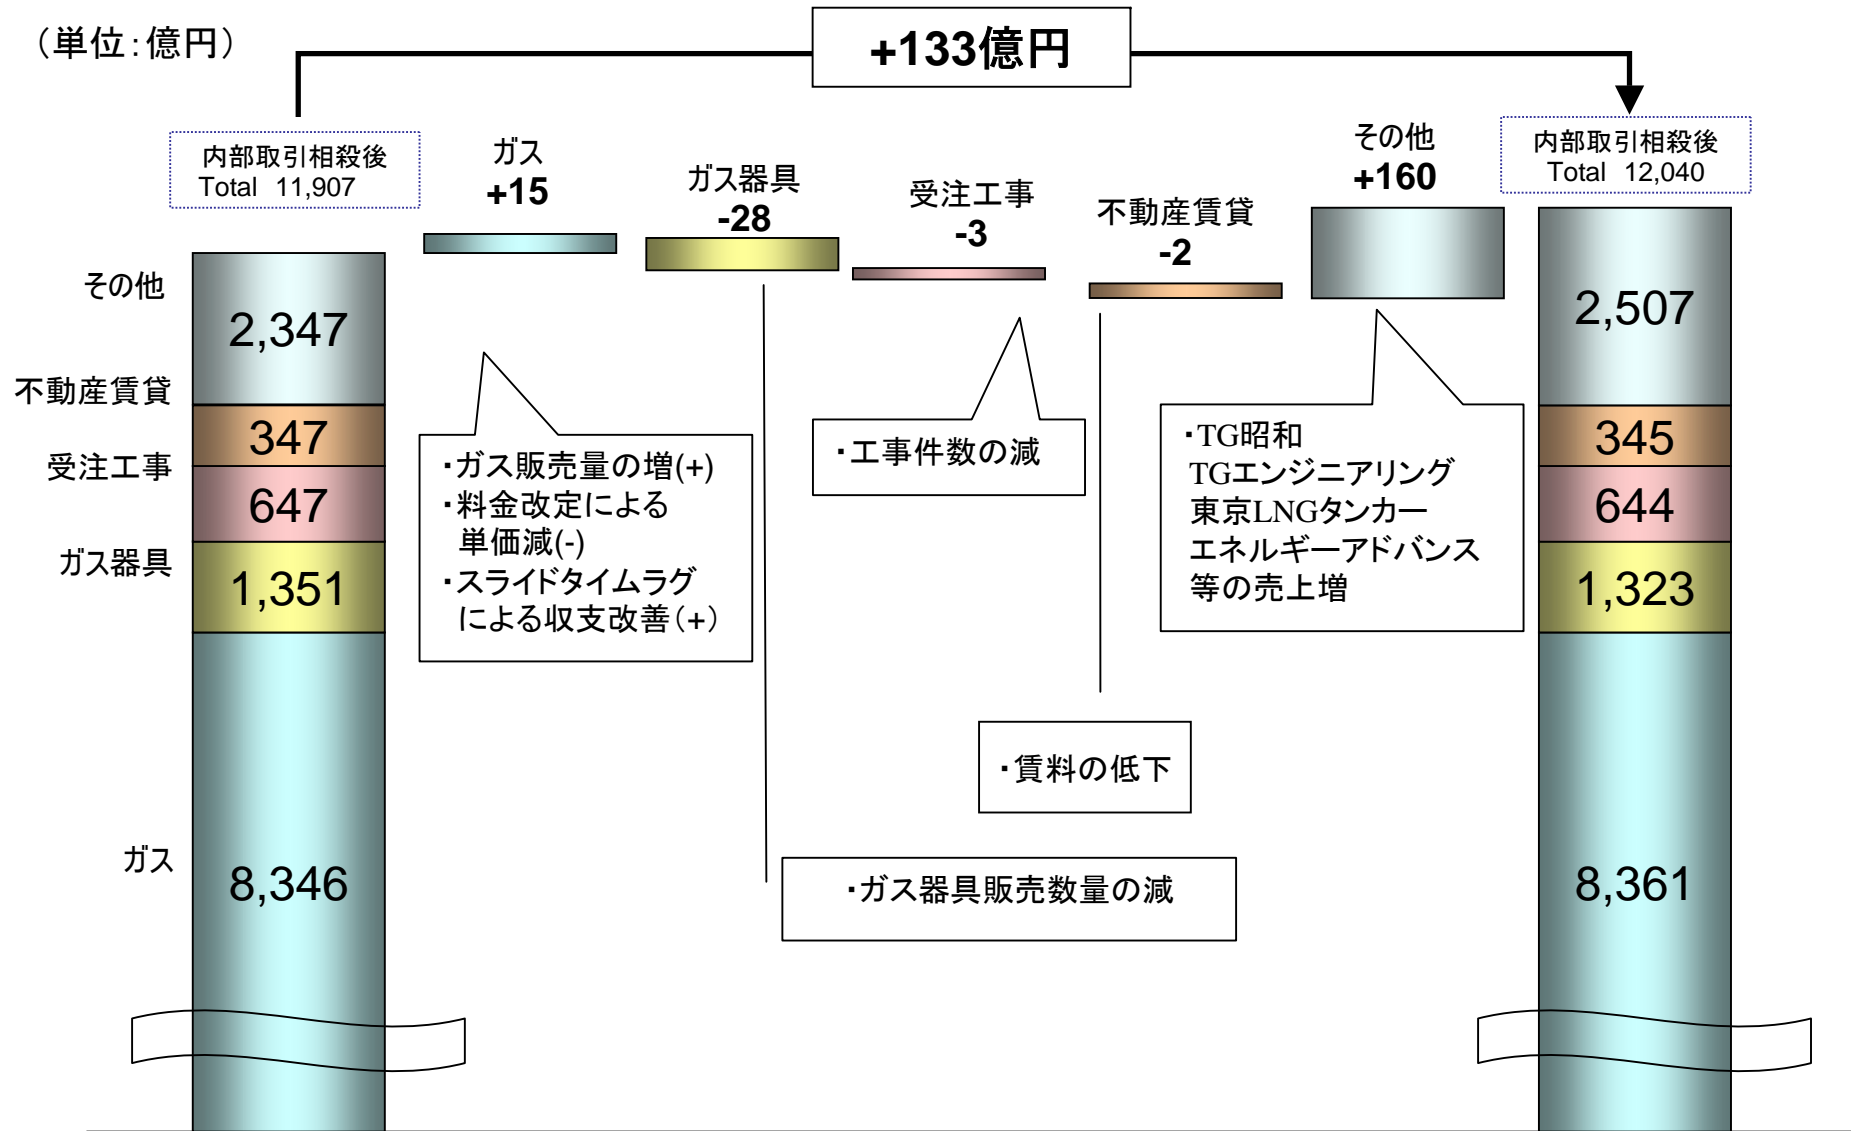 （単位：億円）
+133億円
内部取引相殺後
Total 11,907
ガス
+15
ガス器具
-28
受注工事
-3
不動産賃貸
-2
その他
+160
内部取引相殺後
Total 12,040
その他
2,347
不動産賃貸
347
受注工事
647
ガス器具
1,351
ガス
8,346
・ガス販売量の増(+)
・料金改定による
単価減(-)
・スライドタイムラグ
による収支改善（+）
・工事件数の減
・TG昭和
TGエンジニアリング
東京LNGタンカー
エネルギーアドバンス
等の売上増
・賃料の低下
・ガス器具販売数量の減
2,507
345
644
1,323
8,361